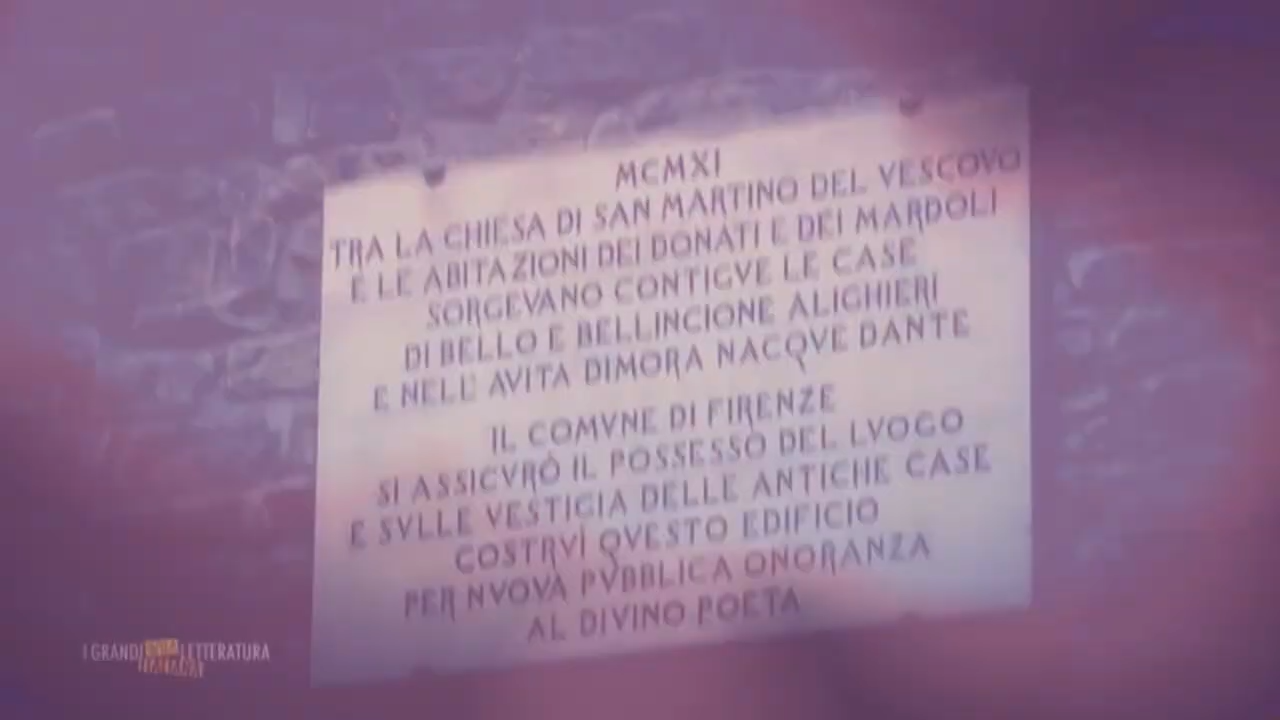 MCMXI
TRA LA CHIESA DI SAN MARTINO DEL VESCOVO
E LE ABITAZIONI DEI DONATI E DEI MARDOLI
SORGEVANO CONTIGVE LE CASE
DI BELLO E BELLINCIONE ALIGHIERI
E NELL' AVITA DIMORA NACQVE DANTE
IL COMVNE DI FIRENZE
SI ASSICVRÒ IL POSSESSO DEL LVOGO
E SVLLE VESTIGIA DELLE ANTICHE CASE
COSTRVÌ QVESTO EDIFICIO
PER NVOVA PVBBLICA ONORANZA
AL DIVINO POETA
I GRANDI DELLA LETTERATURA
ITALIANA